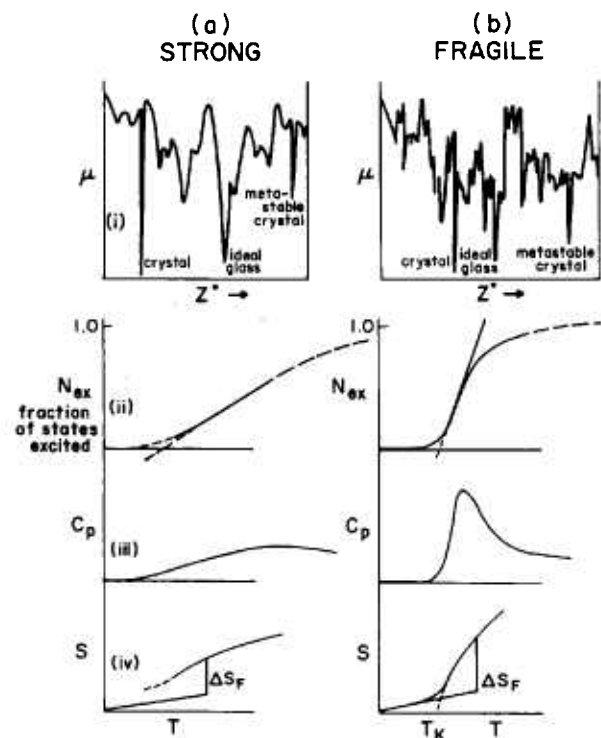 (a)
STRONG
(b)
FRAGILE
μ
(i)
crystal
ideal
glass
meta-
stable
crystal
Z* →
μ
crystal
ideal
glass
metastable
crystal
Z* →
1.0
N_ex
fraction
of states
excited
(ii)
1.0
N_ex
C_p
(iii)
C_p
S
(iv)
ΔS_F
T
S
ΔS_F
T_K
T